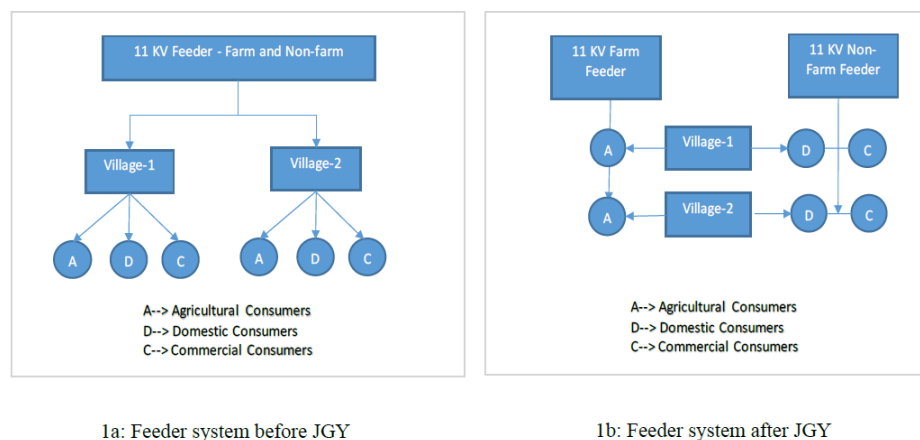 11 KV Feeder - Farm and Non-farm
Village-1
Village-2
A
D
C
A
D
C
A--> Agricultural Consumers
D--> Domestic Consumers
C--> Commercial Consumers
1a: Feeder system before JGY
11 KV Farm
Feeder
11 KV Non-
Farm Feeder
A
Village-1
D
C
A
Village-2
D
C
A--> Agricultural Consumers
D--> Domestic Consumers
C--> Commercial Consumers
1b: Feeder system after JGY